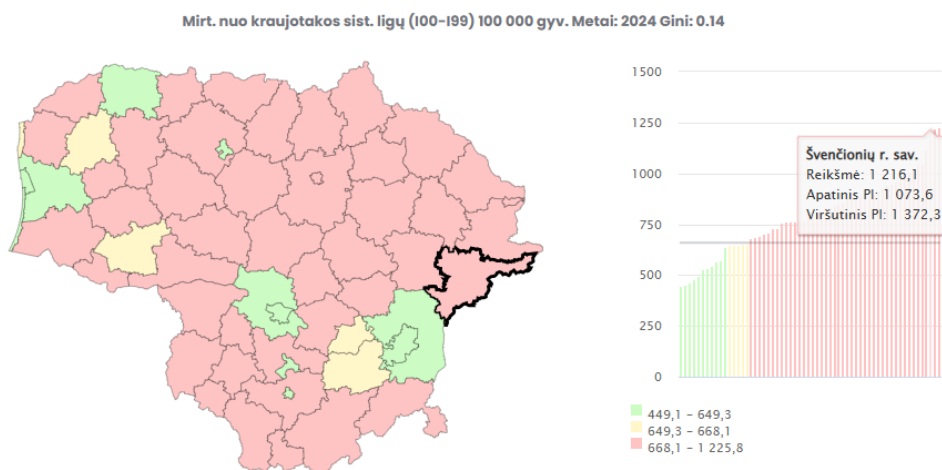 Mirt. nuo kraujotakos sist. ligų (I00-I99) 100 000 gyv. Metai: 2024 Gini: 0.14
1500
1250
1000
750
500
250
0
Švenčionių r. sav.
Reikšmė: 1 216,1
Apatinis PI: 1 073,6
Viršutinis PI: 1 372,3
449,1 - 649,3
649,3 - 668,1
668,1 - 1 225,8